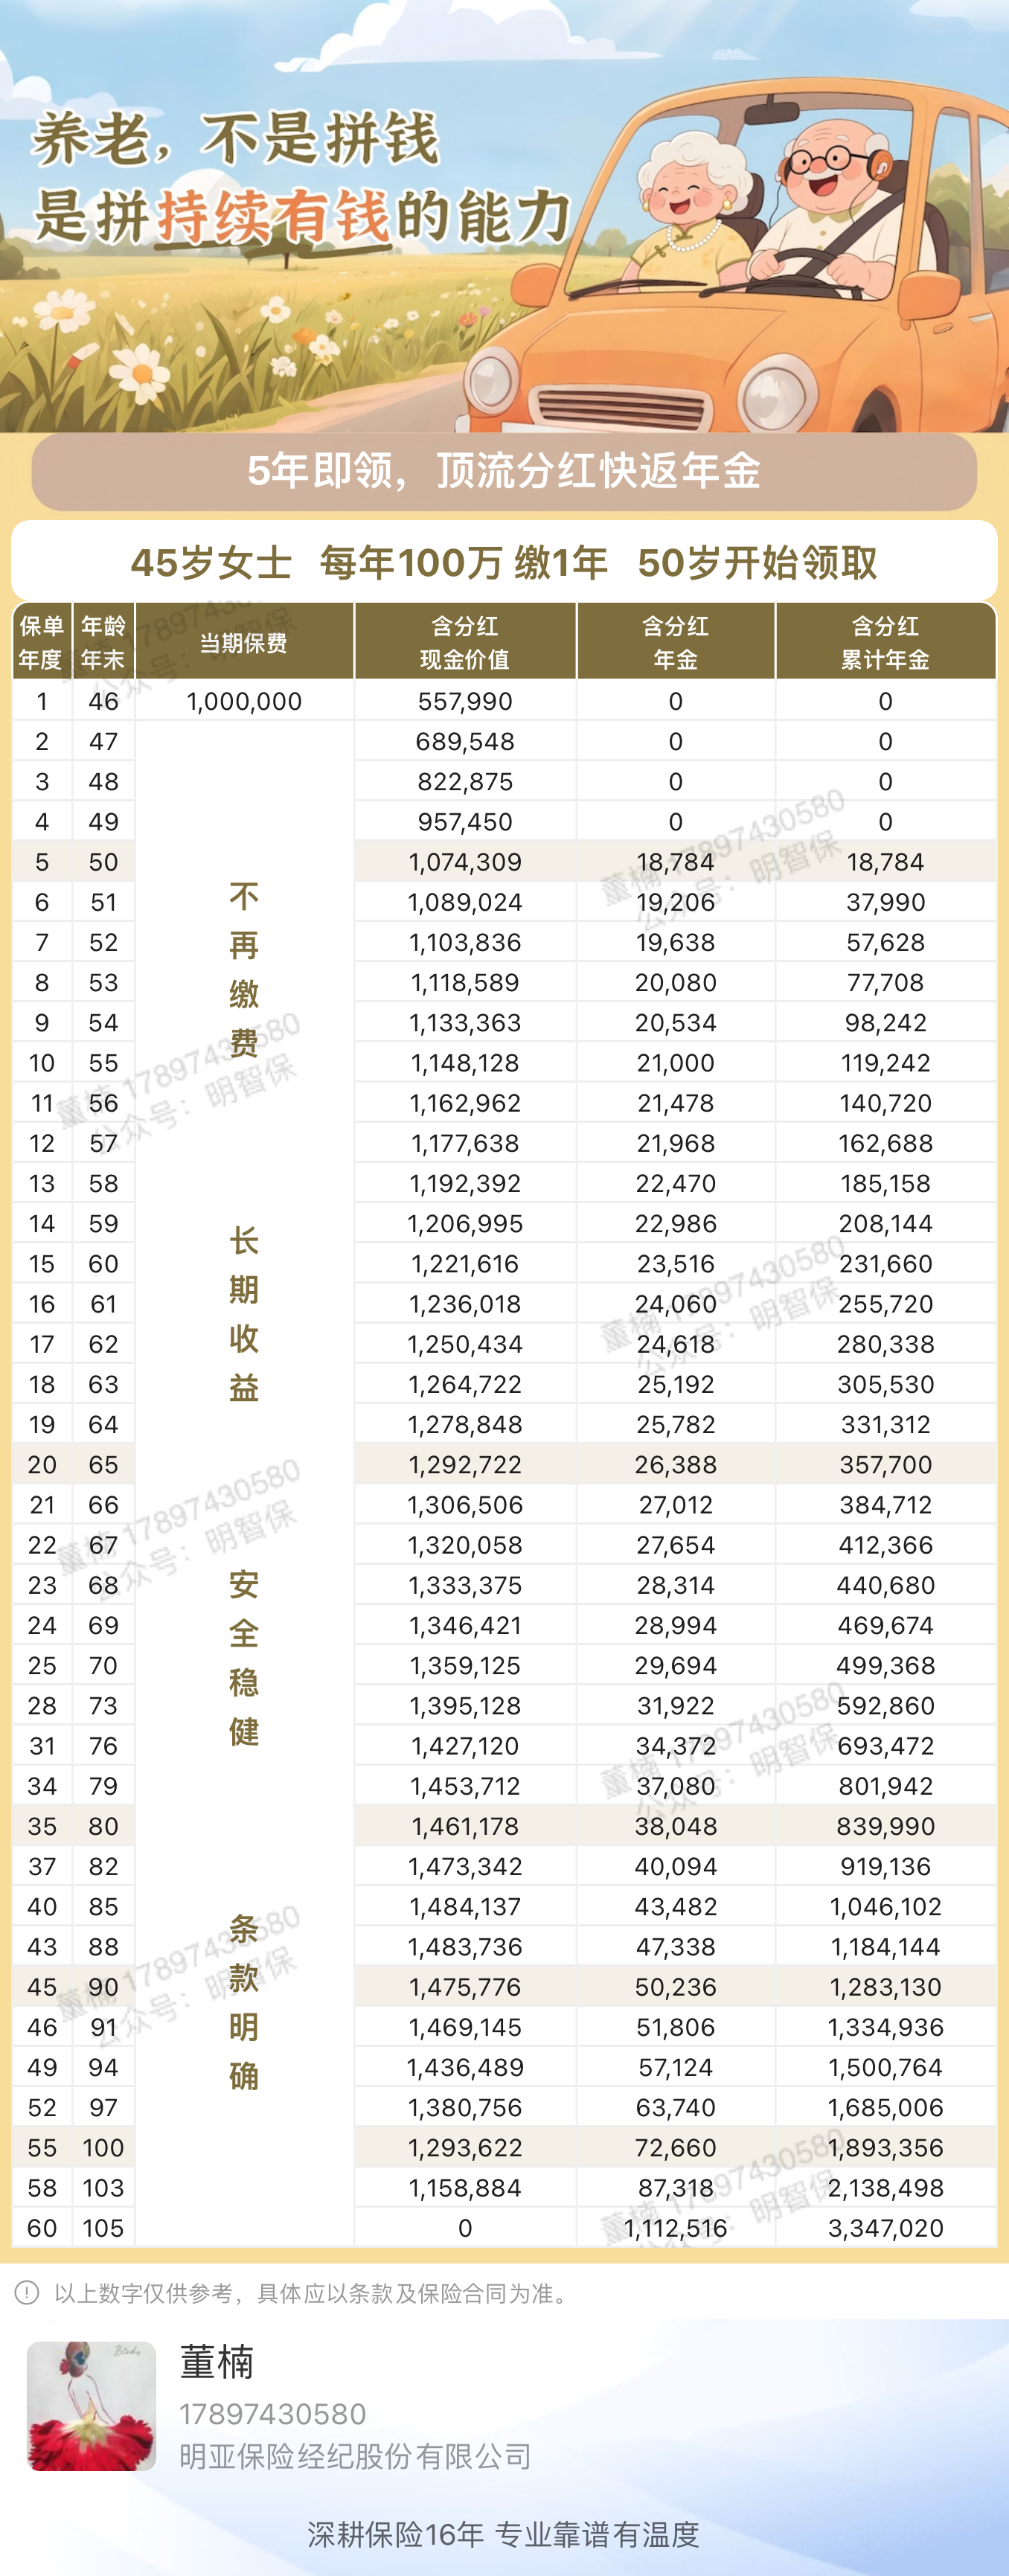 养老，不是拼钱
是拼持续有钱的能力
5年即领，顶流分红快返年金
45岁女士 每年100万 缴1年 50岁开始领取
保单年度 年龄年末 当期保费 含分红现金价值 含分红年金 含分红累计年金
1 46 1,000,000 557,990 0 0
2 47 689,548 0 0
3 48 822,875 0 0
4 49 957,450 0 0
5 50 1,074,309 18,784 18,784
6 51 1,089,024 19,206 37,990
7 52 1,103,836 19,638 57,628
8 53 1,118,589 20,080 77,708
9 54 1,133,363 20,534 98,242
10 55 1,148,128 21,000 119,242
11 56 1,162,962 21,478 140,720
12 57 1,177,638 21,968 162,688
13 58 1,192,392 22,470 185,158
14 59 1,206,995 22,986 208,144
15 60 1,221,616 23,516 231,660
16 61 1,236,018 24,060 255,720
17 62 1,250,434 24,618 280,338
18 63 1,264,722 25,192 305,530
19 64 1,278,848 25,782 331,312
20 65 1,292,722 26,388 357,700
21 66 1,306,506 27,012 384,712
22 67 1,320,058 27,654 412,366
23 68 1,333,375 28,314 440,680
24 69 1,346,421 28,994 469,674
25 70 1,359,125 29,694 499,368
28 73 1,395,128 31,922 592,860
31 76 1,427,120 34,372 693,472
34 79 1,453,712 37,080 801,942
35 80 1,461,178 38,048 839,990
37 82 1,473,342 40,094 919,136
40 85 1,484,137 43,482 1,046,102
43 88 1,483,736 47,338 1,184,144
45 90 1,475,776 50,236 1,283,130
46 91 1,469,145 51,806 1,334,936
49 94 1,436,489 57,124 1,500,764
52 97 1,380,756 63,740 1,685,006
55 100 1,293,622 72,660 1,893,356
58 103 1,158,884 87,318 2,138,498
60 105 0 1,112,516 3,347,020
不再缴费
长期收益
安全稳健
条款明确
董楠 17897430580
公众号：明智保
以上数字仅供参考，具体应以条款及保险合同为准。
董楠
17897430580
明亚保险经纪股份有限公司
深耕保险16年 专业靠谱有温度